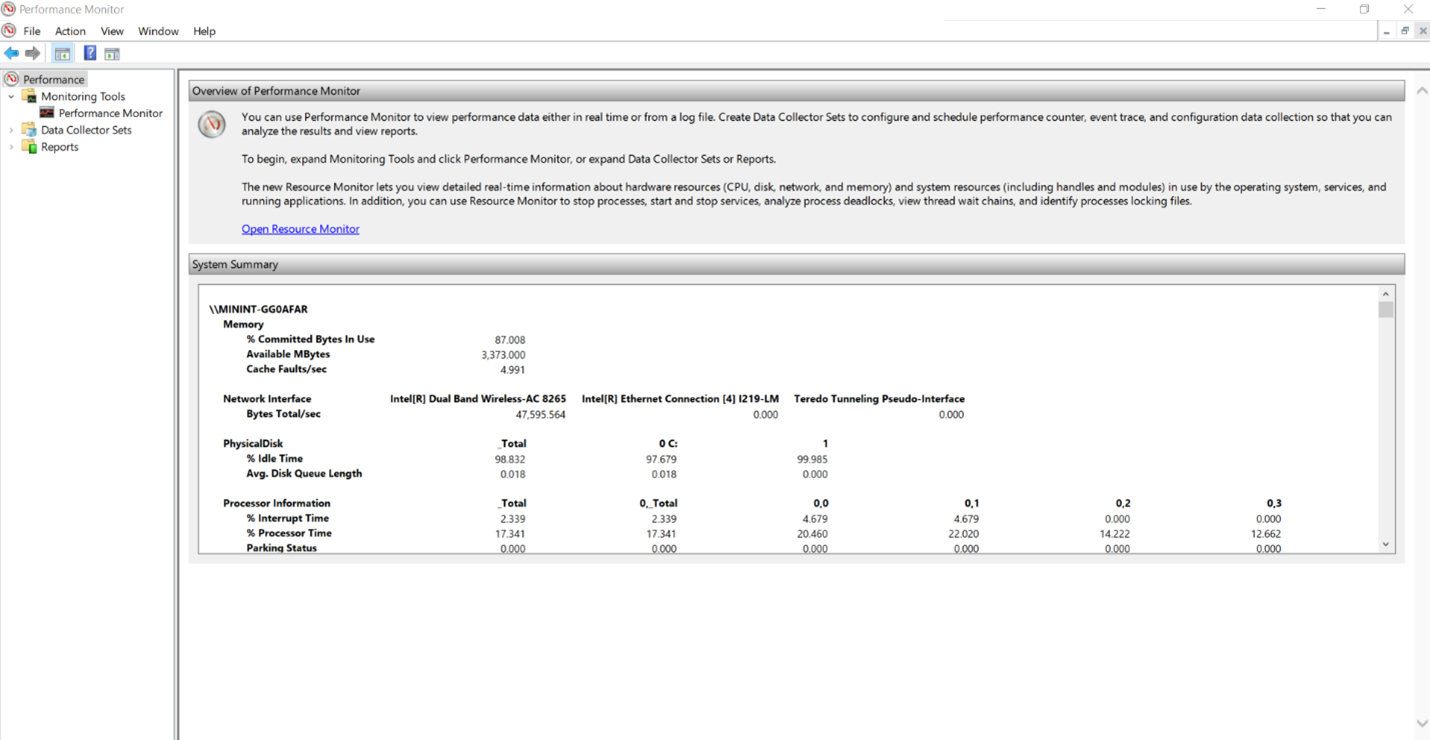 Performance Monitor
File Action View Window Help
Performance
Monitoring Tools
Performance Monitor
Data Collector Sets
Reports
Overview of Performance Monitor
You can use Performance Monitor to view performance data either in real time or from a log file. Create Data Collector Sets to configure and schedule performance counter, event trace, and configuration data collection so that you can
analyze the results and view reports.
To begin, expand Monitoring Tools and click Performance Monitor, or expand Data Collector Sets or Reports.
The new Resource Monitor lets you view detailed real-time information about hardware resources (CPU, disk, network, and memory) and system resources (including handles and modules) in use by the operating system, services, and
running applications. In addition, you can use Resource Monitor to stop processes, start and stop services, analyze process deadlocks, view thread wait chains, and identify processes locking files.
Open Resource Monitor
System Summary
\\MININT-GG0AFAR
Memory
% Committed Bytes In Use 87.008
Available MBytes 3,373.000
Cache Faults/sec 4.991
Network Interface Intel[R] Dual Band Wireless-AC 8265 Intel[R] Ethernet Connection [4] I219-LM Teredo Tunneling Pseudo-Interface
Bytes Total/sec 47,595.564 0.000 0.000
PhysicalDisk _Total 0 C: 1
% Idle Time 98.832 97.679 99.985
Avg. Disk Queue Length 0.018 0.018 0.000
Processor Information _Total 0,_Total 0,0 0,1 0,2 0,3
% Interrupt Time 2.339 2.339 4.679 4.679 0.000 0.000
% Processor Time 17.341 17.341 20.460 22.020 14.222 12.662
Parking Status 0.000 0.000 0.000 0.000 0.000 0.000